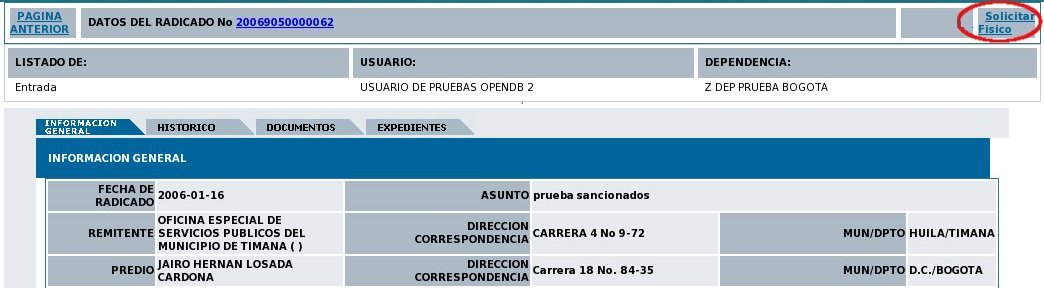 PAGINA ANTERIOR
DATOS DEL RADICADO No 20069050000062
Solicitar Fisico
LISTADO DE: USUARIO: DEPENDENCIA:
Entrada USUARIO DE PRUEBAS OPENDB 2 Z DEP PRUEBA BOGOTA
INFORMACION GENERAL HISTORICO DOCUMENTOS EXPEDIENTES
INFORMACION GENERAL
FECHA DE RADICADO 2006-01-16 ASUNTO prueba sancionados
REMITENTE OFICINA ESPECIAL DE SERVICIOS PUBLICOS DEL MUNICIPIO DE TIMANA ( ) DIRECCION CORRESPONDENCIA CARRERA 4 No 9-72 MUN/DPTO HUILA/TIMANA
PREDIO JAIRO HERNAN LOSADA CARDONA DIRECCION CORRESPONDENCIA Carrera 18 No. 84-35 MUN/DPTO D.C./BOGOTA